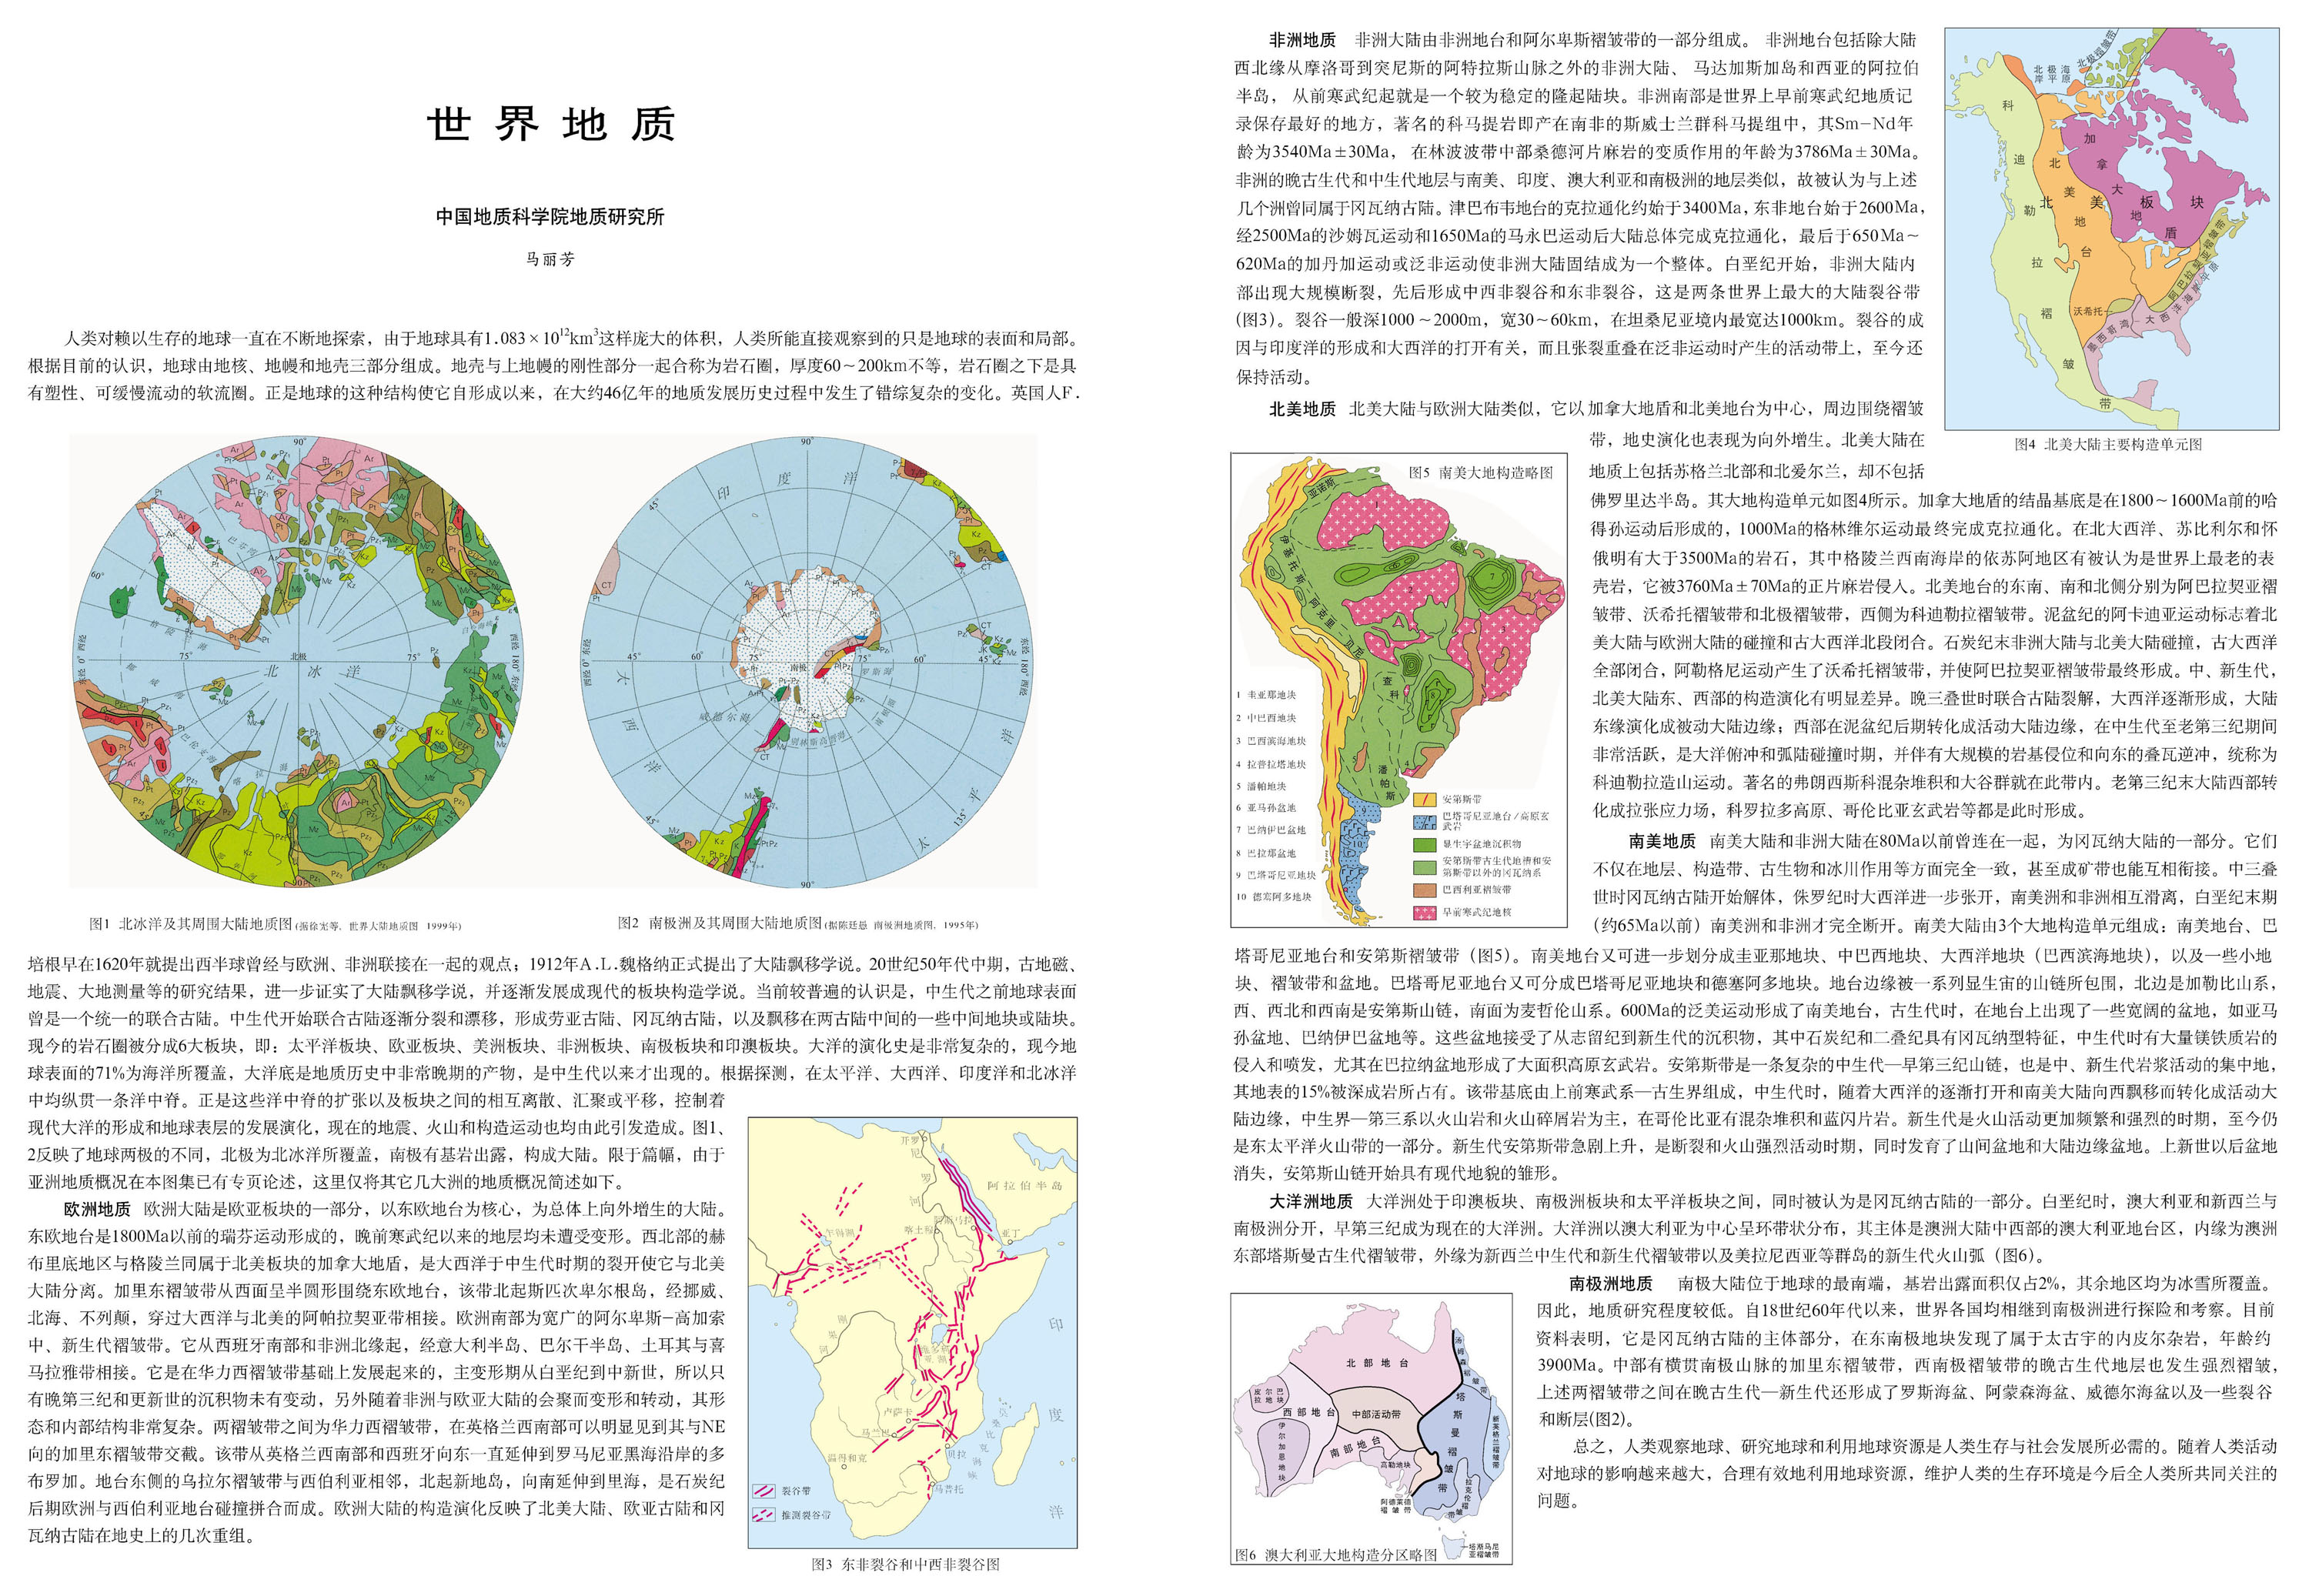 世界地质
中国地质科学院地质研究所
马丽芳
人类对赖以生存的地球一直在不断地探索，由于地球具有1.083×10¹²km³这样庞大的体积，人类所能直接观察到的只是地球的表面和局部。
根据目前的认识，地球由地核、地幔和地壳三部分组成。地壳与上地幔的刚性部分一起合称为岩石圈，厚度60～200km不等，岩石圈之下是具
有塑性、可缓慢流动的软流圈。正是地球的这种结构使它自形成以来，在大约46亿年的地质发展历史过程中发生了错综复杂的变化。英国人F.
图1 北冰洋及其周围大陆地质图(据徐宪等，世界大陆地质图 1999年)
图2 南极洲及其周围大陆地质图(据陈廷愚 南极洲地质图，1995年)
培根早在1620年就提出西半球曾经与欧洲、非洲联接在一起的观点；1912年A.L.魏格纳正式提出了大陆飘移学说。20世纪50年代中期，古地磁、
地震、大地测量等的研究结果，进一步证实了大陆飘移学说，并逐渐发展成现代的板块构造学说。当前较普遍的认识是，中生代之前地球表面
曾是一个统一的联合古陆。中生代开始联合古陆逐渐分裂和漂移，形成劳亚古陆、冈瓦纳古陆，以及飘移在两古陆中间的一些中间地块或陆块。
现今的岩石圈被分成6大板块，即：太平洋板块、欧亚板块、美洲板块、非洲板块、南极板块和印澳板块。大洋的演化史是非常复杂的，现今地
球表面的71%为海洋所覆盖，大洋底是地质历史中非常晚期的产物，是中生代以来才出现的。根据探测，在太平洋、大西洋、印度洋和北冰洋
中均纵贯一条洋中脊。正是这些洋中脊的扩张以及板块之间的相互离散、汇聚或平移，控制着
现代大洋的形成和地球表层的发展演化，现在的地震、火山和构造运动也均由此引发造成。图1、
2反映了地球两极的不同，北极为北冰洋所覆盖，南极有基岩出露，构成大陆。限于篇幅，由于
亚洲地质概况在本图集已有专页论述，这里仅将其它几大洲的地质概况简述如下。
欧洲地质 欧洲大陆是欧亚板块的一部分，以东欧地台为核心，为总体上向外增生的大陆。
东欧地台是1800Ma以前的瑞芬运动形成的，晚前寒武纪以来的地层均未遭受变形。西北部的赫
布里底地区与格陵兰同属于北美板块的加拿大地盾，是大西洋于中生代时期的裂开使它与北美
大陆分离。加里东褶皱带从西面呈半圆形围绕东欧地台，该带北起斯匹次卑尔根岛，经挪威、
北海、不列颠，穿过大西洋与北美的阿帕拉契亚带相接。欧洲南部为宽广的阿尔卑斯-高加索
中、新生代褶皱带。它从西班牙南部和非洲北缘起，经意大利半岛、巴尔干半岛、土耳其与喜
马拉雅带相接。它是在华力西褶皱带基础上发展起来的，主变形期从白垩纪到中新世，所以只
有晚第三纪和更新世的沉积物未有变动，另外随着非洲与欧亚大陆的会聚而变形和转动，其形
态和内部结构非常复杂。两褶皱带之间为华力西褶皱带，在英格兰西南部可以明显见到其与NE
向的加里东褶皱带交截。该带从英格兰西南部和西班牙向东一直延伸到罗马尼亚黑海沿岸的多
布罗加。地台东侧的乌拉尔褶皱带与西伯利亚相邻，北起新地岛，向南延伸到里海，是石炭纪
后期欧洲与西伯利亚地台碰撞拼合而成。欧洲大陆的构造演化反映了北美大陆、欧亚古陆和冈
瓦纳古陆在地史上的几次重组。
开罗
尼
罗
河
阿拉伯半岛
喀土穆
亚丁
卢萨卡
温得和克
贝拉
马普托
印
度
洋
裂谷带
推测裂谷带
图3 东非裂谷和中西非裂谷图
非洲地质 非洲大陆由非洲地台和阿尔卑斯褶皱带的一部分组成。 非洲地台包括除大陆
西北缘从摩洛哥到突尼斯的阿特拉斯山脉之外的非洲大陆、 马达加斯加岛和西亚的阿拉伯
半岛， 从前寒武纪起就是一个较为稳定的隆起陆块。非洲南部是世界上早前寒武纪地质记
录保存最好的地方，著名的科马提岩即产在南非的斯威士兰群科马提组中，其Sm-Nd年
龄为3540Ma±30Ma， 在林波波带中部桑德河片麻岩的变质作用的年龄为3786Ma±30Ma。
非洲的晚古生代和中生代地层与南美、印度、澳大利亚和南极洲的地层类似，故被认为与上述
几个洲曾同属于冈瓦纳古陆。津巴布韦地台的克拉通化约始于3400Ma，东非地台始于2600Ma，
经2500Ma的沙姆瓦运动和1650Ma的马永巴运动后大陆总体完成克拉通化，最后于650Ma～
620Ma的加丹加运动或泛非运动使非洲大陆固结成为一个整体。白垩纪开始，非洲大陆内
部出现大规模断裂，先后形成中西非裂谷和东非裂谷，这是两条世界上最大的大陆裂谷带
(图3)。裂谷一般深1000～2000m，宽30～60km，在坦桑尼亚境内最宽达1000km。裂谷的成
因与印度洋的形成和大西洋的打开有关，而且张裂重叠在泛非运动时产生的活动带上，至今还
保持活动。
图4 北美大陆主要构造单元图
北美地质 北美大陆与欧洲大陆类似，它以加拿大地盾和北美地台为中心，周边围绕褶皱
带，地史演化也表现为向外增生。北美大陆在
地质上包括苏格兰北部和北爱尔兰，却不包括
佛罗里达半岛。其大地构造单元如图4所示。加拿大地盾的结晶基底是在1800～1600Ma前的哈
得孙运动后形成的，1000Ma的格林维尔运动最终完成克拉通化。在北大西洋、苏比利尔和怀
俄明有大于3500Ma的岩石，其中格陵兰西南海岸的依苏阿地区有被认为是世界上最老的表
壳岩，它被3760Ma±70Ma的正片麻岩侵入。北美地台的东南、南和北侧分别为阿巴拉契亚褶
皱带、沃希托褶皱带和北极褶皱带，西侧为科迪勒拉褶皱带。泥盆纪的阿卡迪亚运动标志着北
美大陆与欧洲大陆的碰撞和古大西洋北段闭合。石炭纪末非洲大陆与北美大陆碰撞，古大西洋
全部闭合，阿勒格尼运动产生了沃希托褶皱带，并使阿巴拉契亚褶皱带最终形成。中、新生代，
北美大陆东、西部的构造演化有明显差异。晚三叠世时联合古陆裂解，大西洋逐渐形成，大陆
东缘演化成被动大陆边缘；西部在泥盆纪后期转化成活动大陆边缘，在中生代至老第三纪期间
非常活跃，是大洋俯冲和弧陆碰撞时期，并伴有大规模的岩基侵位和向东的叠瓦逆冲，统称为
科迪勒拉造山运动。著名的弗朗西斯科混杂堆积和大谷群就在此带内。老第三纪末大陆西部转
化成拉张应力场，科罗拉多高原、哥伦比亚玄武岩等都是此时形成。
图5 南美大地构造略图
1 圭亚那地块
2 中巴西地块
3 巴西滨海地块
4 拉普拉塔地块
5 潘帕地块
6 亚马孙盆地
7 巴纳伊巴盆地
8 巴拉那盆地
9 巴塔哥尼亚地块
10 德塞阿多地块
安第斯带
巴塔哥尼亚地台/高原玄
武岩
显生宇盆地沉积物
安第斯带古生代地槽和安
第斯带以外的冈瓦纳系
巴西利亚褶皱带
早前寒武纪地核
南美地质 南美大陆和非洲大陆在80Ma以前曾连在一起，为冈瓦纳大陆的一部分。它们
不仅在地层、构造带、古生物和冰川作用等方面完全一致，甚至成矿带也能互相衔接。中三叠
世时冈瓦纳古陆开始解体，侏罗纪时大西洋进一步张开，南美洲和非洲相互滑离，白垩纪末期
(约65Ma以前）南美洲和非洲才完全断开。南美大陆由3个大地构造单元组成：南美地台、巴
塔哥尼亚地台和安第斯褶皱带（图5）。南美地台又可进一步划分成圭亚那地块、中巴西地块、大西洋地块（巴西滨海地块），以及一些小地
块、褶皱带和盆地。巴塔哥尼亚地台又可分成巴塔哥尼亚地块和德塞阿多地块。地台边缘被一系列显生宙的山链所包围，北边是加勒比山系，
西、西北和西南是安第斯山链，南面为麦哲伦山系。600Ma的泛美运动形成了南美地台，古生代时，在地台上出现了一些宽阔的盆地，如亚马
孙盆地、巴纳伊巴盆地等。这些盆地接受了从志留纪到新生代的沉积物，其中石炭纪和二叠纪具有冈瓦纳型特征，中生代时有大量镁铁质岩的
侵入和喷发，尤其在巴拉纳盆地形成了大面积高原玄武岩。安第斯带是一条复杂的中生代—早第三纪山链，也是中、新生代岩浆活动的集中地，
其地表的15%被深成岩所占有。该带基底由上前寒武系—古生界组成，中生代时，随着大西洋的逐渐打开和南美大陆向西飘移而转化成活动大
陆边缘，中生界—第三系以火山岩和火山碎屑岩为主，在哥伦比亚有混杂堆积和蓝闪片岩。新生代是火山活动更加频繁和强烈的时期，至今仍
是东太平洋火山带的一部分。新生代安第斯带急剧上升，是断裂和火山强烈活动时期，同时发育了山间盆地和大陆边缘盆地。上新世以后盆地
消失，安第斯山链开始具有现代地貌的雏形。
大洋洲地质 大洋洲处于印澳板块、南极洲板块和太平洋板块之间，同时被认为是冈瓦纳古陆的一部分。白垩纪时，澳大利亚和新西兰与
南极洲分开，早第三纪成为现在的大洋洲。大洋洲以澳大利亚为中心呈环带状分布，其主体是澳洲大陆中西部的澳大利亚地台区，内缘为澳洲
东部塔斯曼古生代褶皱带，外缘为新西兰中生代和新生代褶皱带以及美拉尼西亚等群岛的新生代火山弧（图6）。
北部地台
西部地台
中部活动带
南部地台
高勒地块
塔斯曼褶皱带
阿德莱德
褶皱带
塔斯马尼
亚褶皱带
图6 澳大利亚大地构造分区略图
南极洲地质 南极大陆位于地球的最南端，基岩出露面积仅占2%，其余地区均为冰雪所覆盖。
因此，地质研究程度较低。自18世纪60年代以来，世界各国均相继到南极洲进行探险和考察。目前
资料表明，它是冈瓦纳古陆的主体部分，在东南极地块发现了属于太古宇的内皮尔杂岩，年龄约
3900Ma。中部有横贯南极山脉的加里东褶皱带，西南极褶皱带的晚古生代地层也发生强烈褶皱，
上述两褶皱带之间在晚古生代—新生代还形成了罗斯海盆、阿蒙森海盆、威德尔海盆以及一些裂谷
和断层(图2)。
总之，人类观察地球、研究地球和利用地球资源是人类生存与社会发展所必需的。随着人类活动
对地球的影响越来越大，合理有效地利用地球资源，维护人类的生存环境是今后全人类所共同关注的
问题。